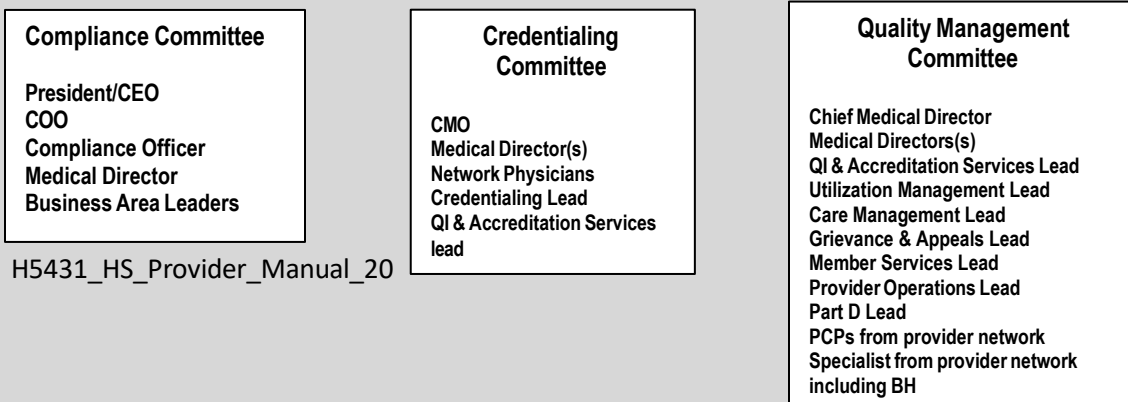 Compliance Committee
President/CEO
COO
Compliance Officer
Medical Director
Business Area Leaders
H5431_HS_Provider_Manual_20
Credentialing
Committee
CMO
Medical Director(s)
Network Physicians
Credentialing Lead
QI & Accreditation Services
lead
Quality Management
Committee
Chief Medical Director
Medical Directors(s)
QI & Accreditation Services Lead
Utilization Management Lead
Care Management Lead
Grievance & Appeals Lead
Member Services Lead
Provider Operations Lead
Part D Lead
PCPs from provider network
Specialist from provider network
including BH